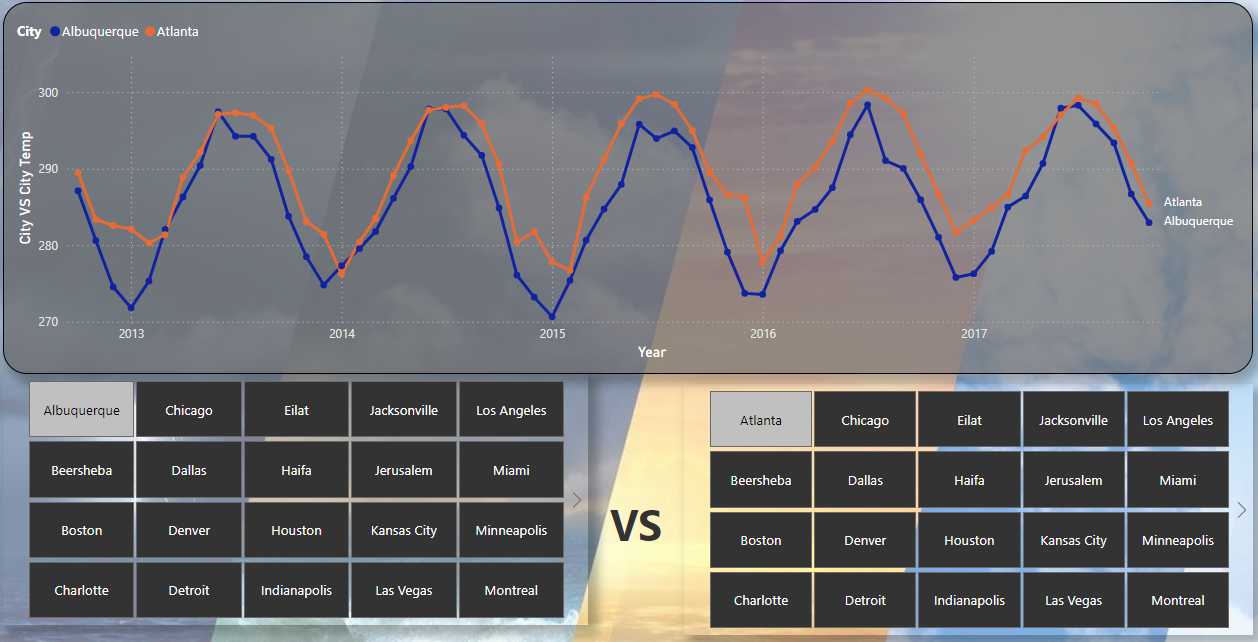 City Albuquerque Atlanta
300
290
280
270
City VS City Temp
2013 2014 2015 2016 2017
Year
Atlanta
Albuquerque
Albuquerque Chicago Eilat Jacksonville Los Angeles
Beersheba Dallas Haifa Jerusalem Miami
Boston Denver Houston Kansas City Minneapolis
Charlotte Detroit Indianapolis Las Vegas Montreal
VS
Atlanta Chicago Eilat Jacksonville Los Angeles
Beersheba Dallas Haifa Jerusalem Miami
Boston Denver Houston Kansas City Minneapolis
Charlotte Detroit Indianapolis Las Vegas Montreal